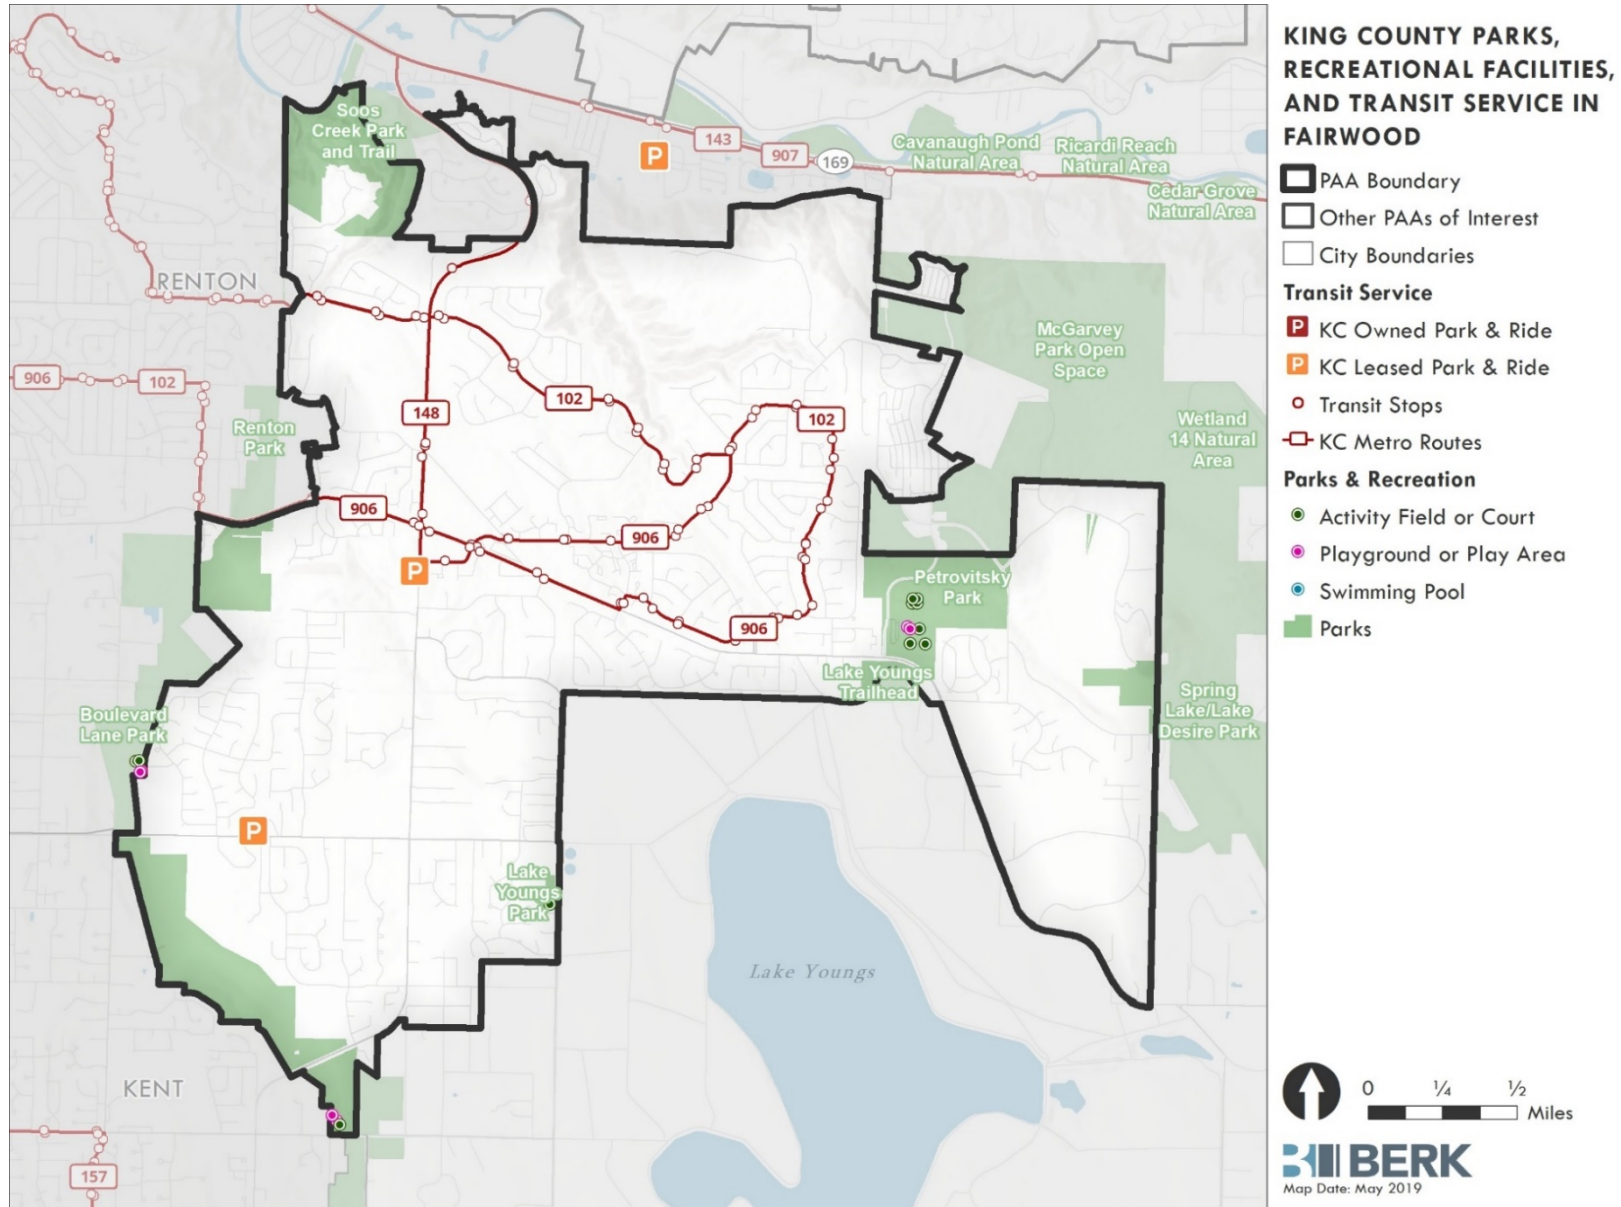 KING COUNTY PARKS,
RECREATIONAL FACILITIES,
AND TRANSIT SERVICE IN
FAIRWOOD
PAA Boundary
Other PAAs of Interest
City Boundaries
Transit Service
P KC Owned Park & Ride
P KC Leased Park & Ride
Transit Stops
KC Metro Routes
Parks & Recreation
Activity Field or Court
Playground or Play Area
Swimming Pool
Parks
0 ¼ ½
Miles
BERK
Map Date: May 2019
Soos
Creek Park
and Trail
P
143
907
169
Cavanaugh Pond
Natural Area
Ricardi Reach
Natural Area
Cedar Grove
Natural Area
RENTON
McGarvey
Park Open
Space
906
102
148
102
102
Renton
Park
Wetland
14 Natural
Area
906
906
P
Petrovitsky
Park
906
Lake Youngs
Trailhead
Spring
Lake/Lake
Desire Park
Boulevard
Lane Park
P
Lake
Youngs
Park
Lake Youngs
KENT
157